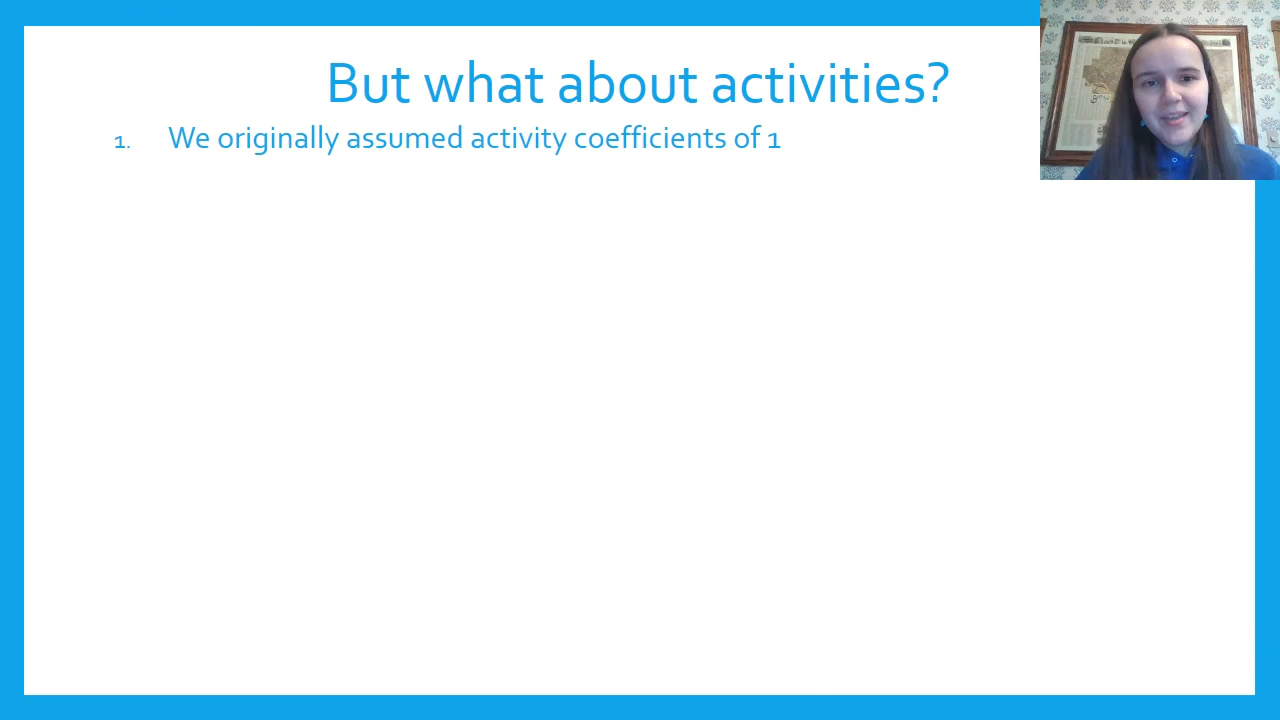 But what about activities?
1. We originally assumed activity coefficients of 1